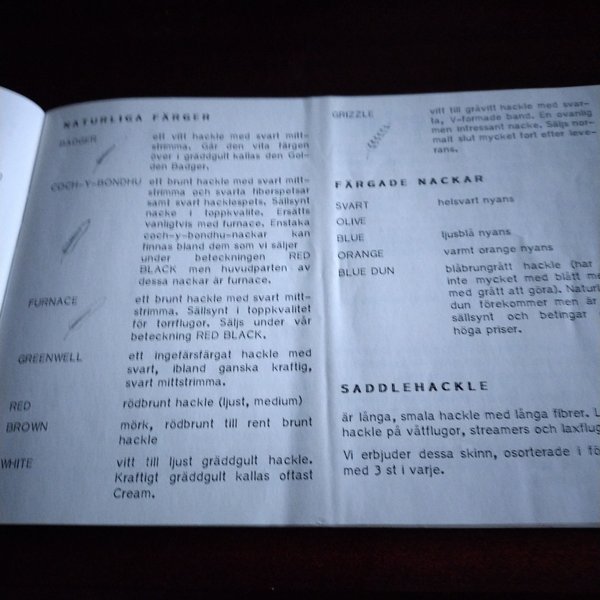 NATURLIGA FÄRGER
BADGER ett vitt hackle med svart mitt-
strimma. Går den vita färgen
över i gräddgult kallas den Gol-
den Badger.
COCH-Y-BONDHU ett brunt hackle med svart mitt-
strimma och svarta fiberspetsar
samt svart hacklespets. Sällsynt
nacke i toppkvalitet. Ersätts
vanligtvis med furnace. Enstaka
coch-y-bondhu-nackar kan
finnas bland dem som vi säljer
under beteckningen RED
BLACK men huvudparten av
dessa nackar är furnace.
FURNACE ett brunt hackle med svart mitt-
strimma. Sällsynt i toppkvalitet
för torrflugor. Säljs under vår
beteckning RED BLACK.
GREENWELL ett ingefärsfärgat hackle med
svart, ibland ganska kraftig,
svart mittstrimma.
RED rödbrunt hackle (ljust, medium)
BROWN mörk, rödbrunt till rent brunt
hackle
WHITE vitt till ljust gräddgult hackle.
Kraftigt gräddgult kallas oftast
Cream.
GRIZZLE vitt till gråvitt hackle med svar-
ta, V-formade band. En ovanlig
men intressant nacke. Säljs nor-
malt slut mycket fort efter leve-
rans.
FÄRGADE NACKAR
SVART helsvart nyans
OLIVE
BLUE ljusblå nyans
ORANGE varmt orange nyans
BLUE DUN blåbrungrått hackle (har
inte mycket med blått me
med grått att göra). Naturli
dun förekommer men är
sällsynt och betingar
höga priser.
SADDLEHACKLE
är långa, smala hackle med långa fibrer. L
hackle på våtflugor, streamers och laxflug
Vi erbjuder dessa skinn, osorterade i fö
med 3 st i varje.